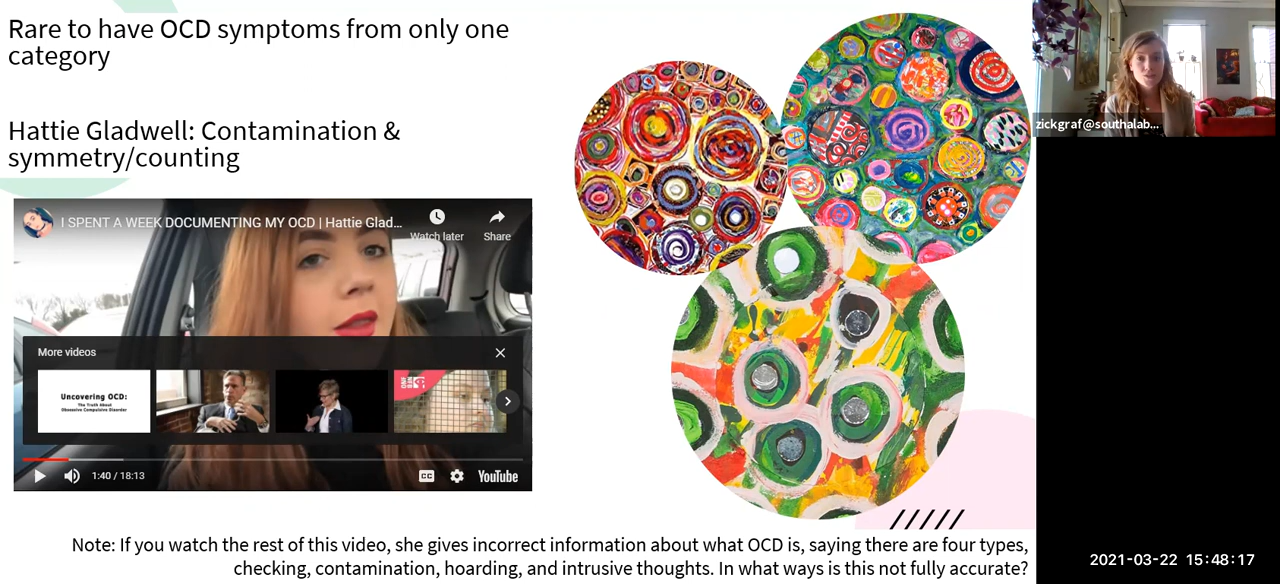 Rare to have OCD symptoms from only one
category
Hattie Gladwell: Contamination &
symmetry/counting
I SPENT A WEEK DOCUMENTING MY OCD | Hattie Glad...
Watch later
Share
More videos
Uncovering OCD:
The Truth About
Obsessive Compulsive Disorder
1:40 / 18:13
CC
YouTube
Note: If you watch the rest of this video, she gives incorrect information about what OCD is, saying there are four types,
checking, contamination, hoarding, and intrusive thoughts. In what ways is this not fully accurate?
zickgraf@southalab...
2021-03-22 15:48:17